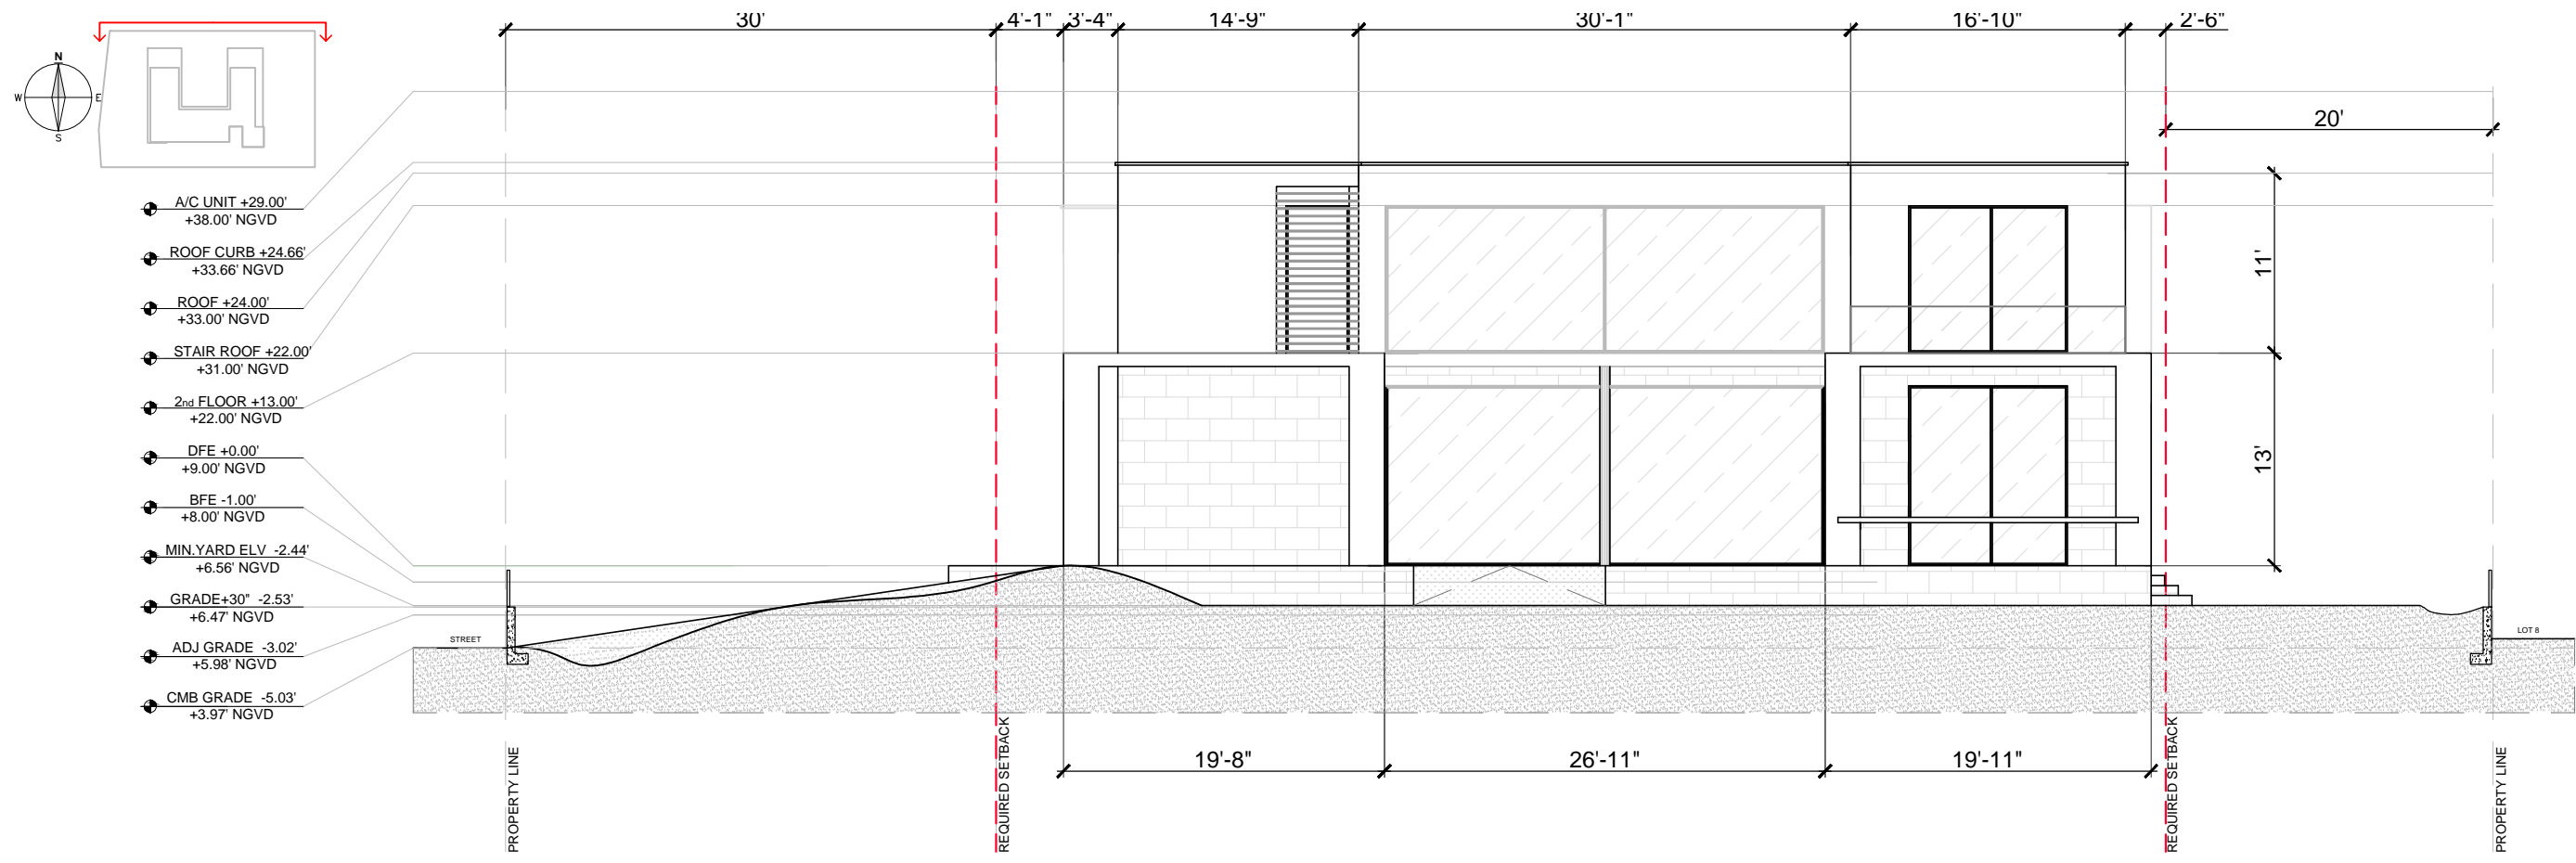 30' 4'-1" 3'-4" 14'-9" 30'-1" 16'-10" 2'-6"
N
W E
S
20'
A/C UNIT +29.00'
+38.00' NGVD
ROOF CURB +24.66'
+33.66' NGVD
ROOF +24.00'
+33.00' NGVD
STAIR ROOF +22.00'
+31.00' NGVD
2nd FLOOR +13.00'
+22.00' NGVD
DFE +0.00'
+9.00' NGVD
BFE -1.00'
+8.00' NGVD
MIN.YARD ELV -2.44'
+6.56' NGVD
GRADE+30" -2.53'
+6.47' NGVD
ADJ GRADE -3.02'
+5.98' NGVD
CMB GRADE -5.03'
+3.97' NGVD
11'
13'
STREET
LOT 8
19'-8" 26'-11" 19'-11"
PROPERTY LINE
REQUIRED SETBACK
REQUIRED SETBACK
PROPERTY LINE